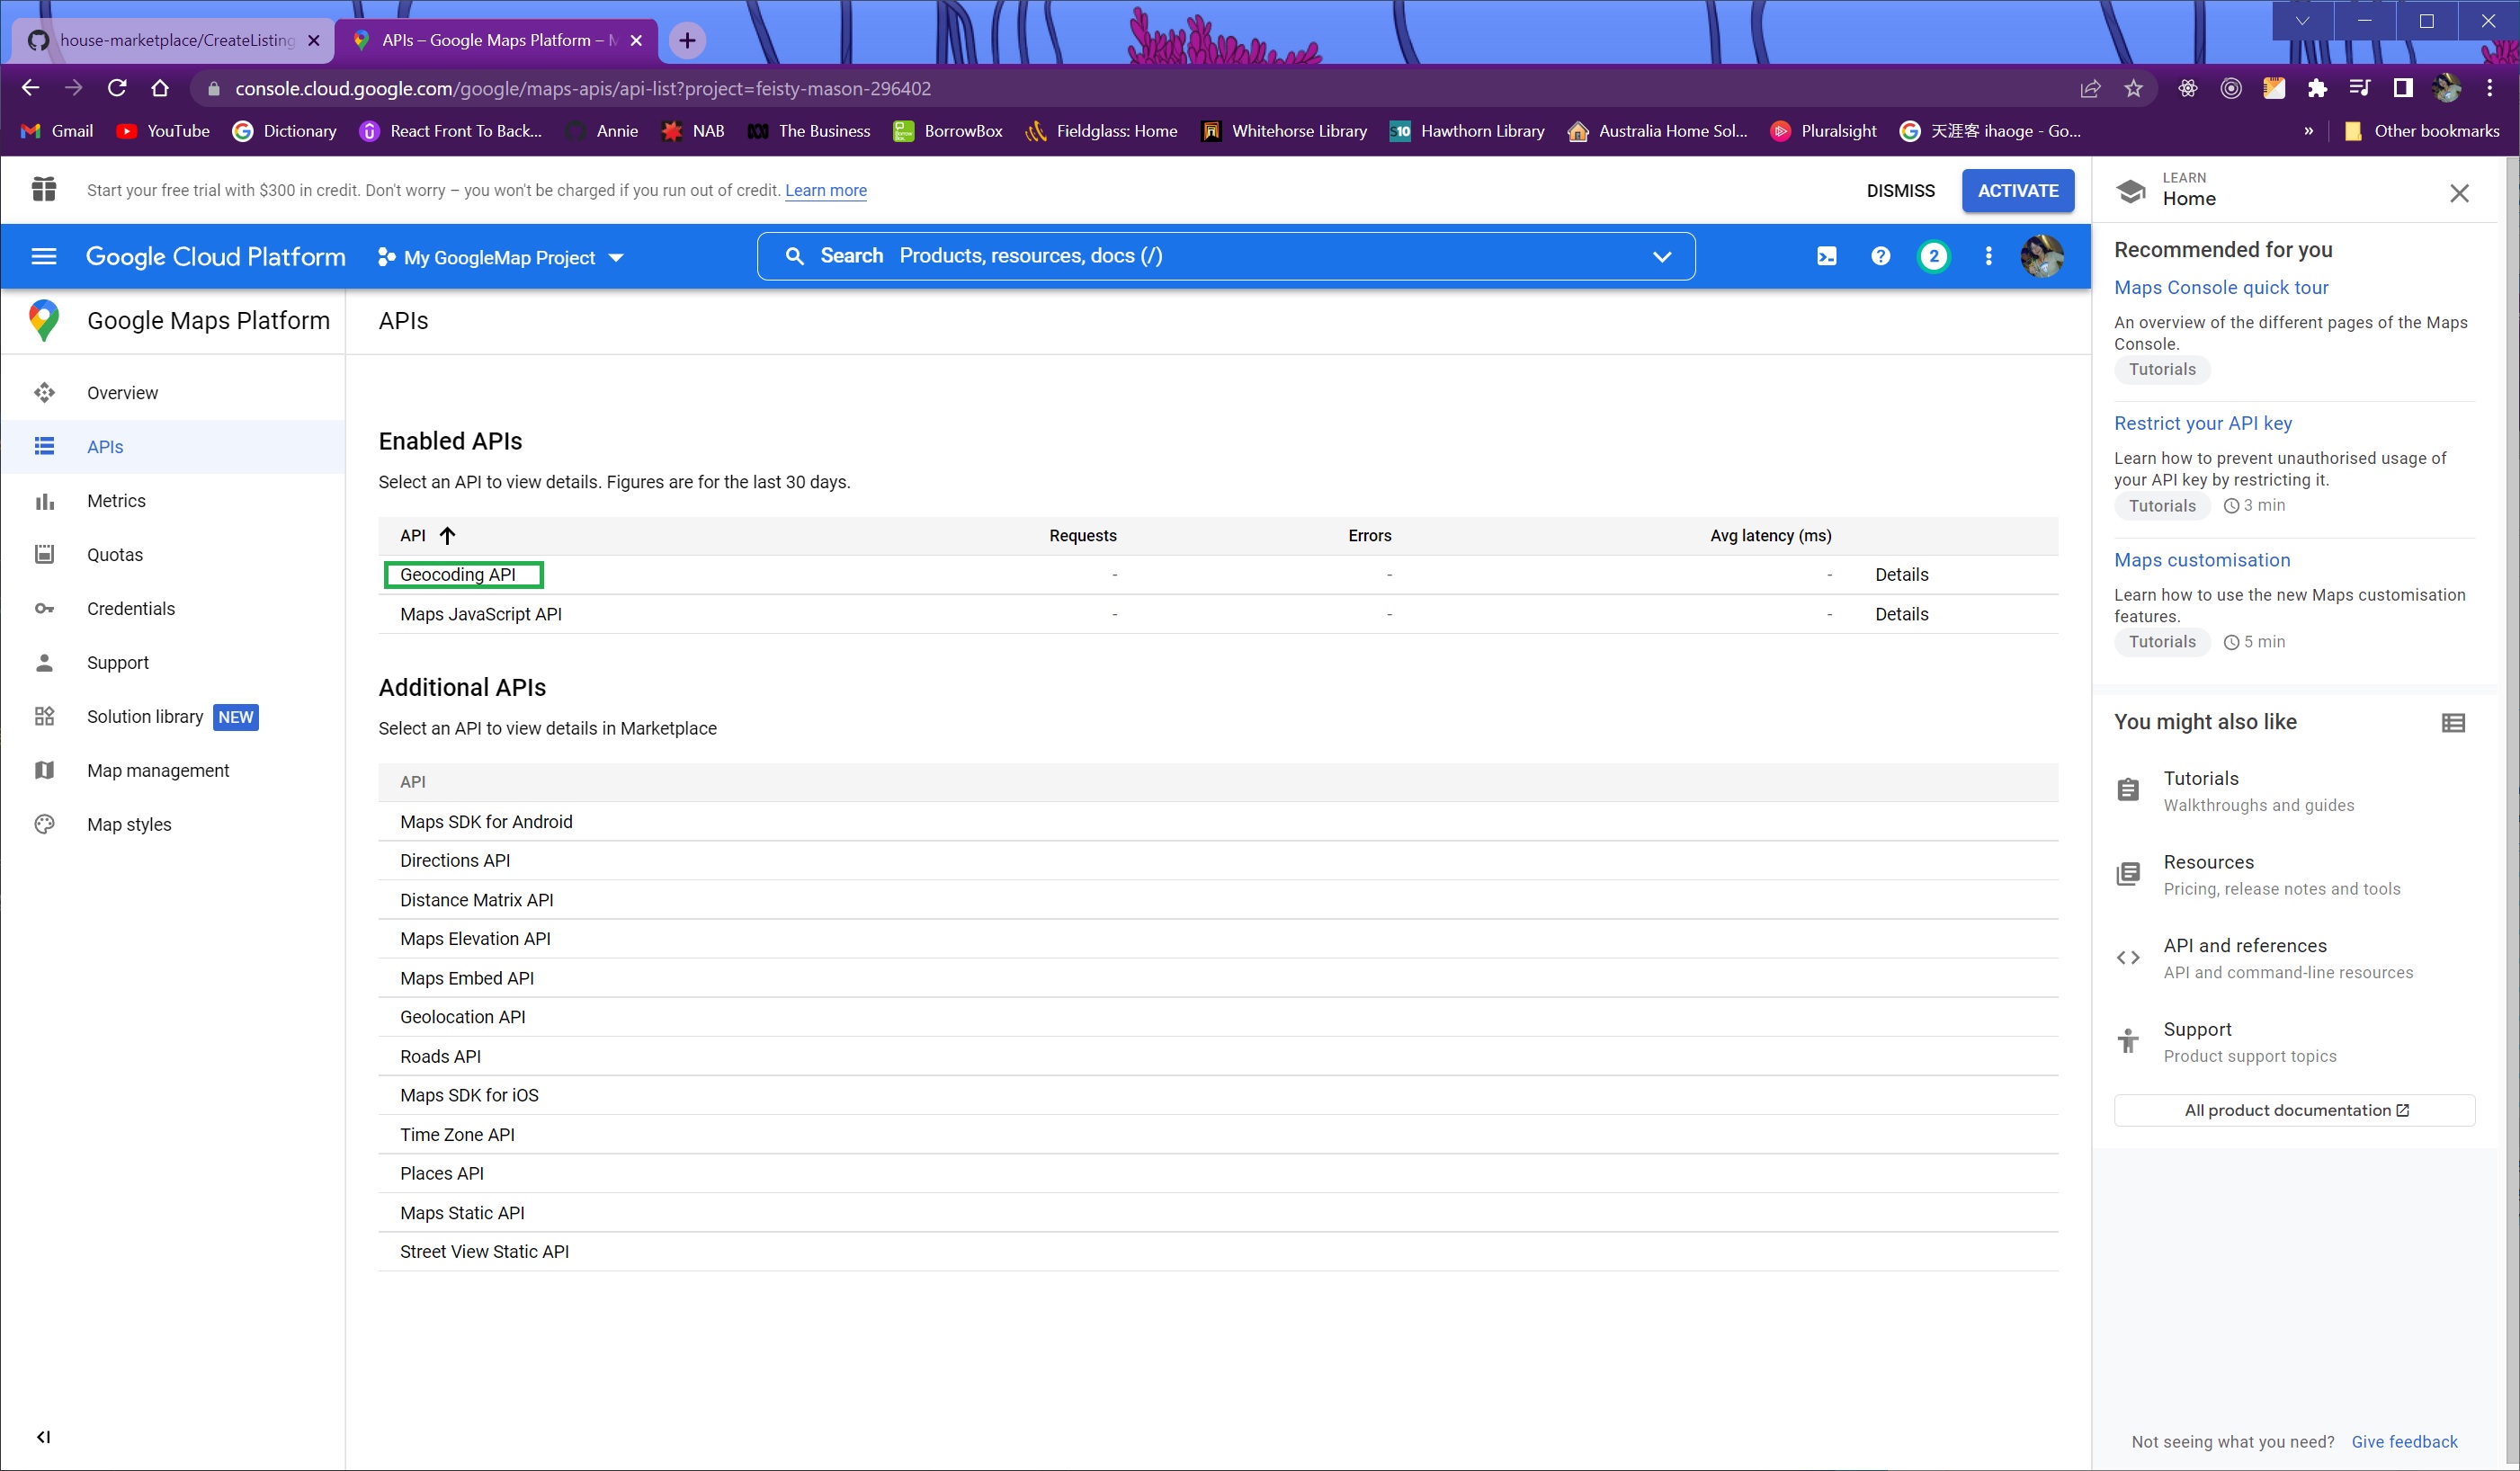 house-marketplace/CreateListing
APIs – Google Maps Platform –
console.cloud.google.com/google/maps-apis/api-list?project=feisty-mason-296402
Gmail YouTube Dictionary React Front To Back... Annie NAB The Business BorrowBox Fieldglass: Home Whitehorse Library Hawthorn Library Australia Home Sol... Pluralsight 天涯客 ihaoge - Go... » Other bookmarks
Start your free trial with $300 in credit. Don't worry – you won't be charged if you run out of credit. Learn more
DISMISS ACTIVATE
Google Cloud Platform My GoogleMap Project Search Products, resources, docs (/) 2
Google Maps Platform
Overview
APIs
Metrics
Quotas
Credentials
Support
Solution library NEW
Map management
Map styles
APIs
Enabled APIs
Select an API to view details. Figures are for the last 30 days.
API Requests Errors Avg latency (ms)
Geocoding API - - - Details
Maps JavaScript API - - - Details
Additional APIs
Select an API to view details in Marketplace
API
Maps SDK for Android
Directions API
Distance Matrix API
Maps Elevation API
Maps Embed API
Geolocation API
Roads API
Maps SDK for iOS
Time Zone API
Places API
Maps Static API
Street View Static API
LEARN
Home
Recommended for you
Maps Console quick tour
An overview of the different pages of the Maps
Console.
Tutorials
Restrict your API key
Learn how to prevent unauthorised usage of
your API key by restricting it.
Tutorials 3 min
Maps customisation
Learn how to use the new Maps customisation
features.
Tutorials 5 min
You might also like
Tutorials
Walkthroughs and guides
Resources
Pricing, release notes and tools
API and references
API and command-line resources
Support
Product support topics
All product documentation
Not seeing what you need? Give feedback